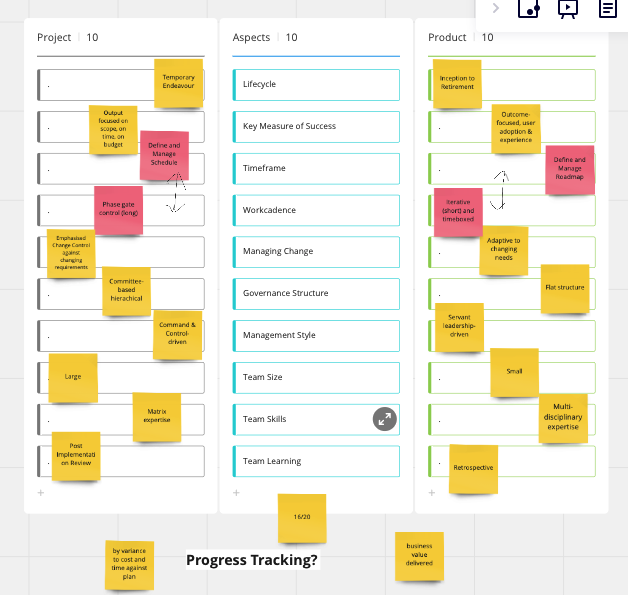 Project | 10
Aspects | 10
Product | 10
Temporary
Endeavour
Lifecycle
Inception to
Retirement
Output
focused on
scope, on
time, on
budget
Key Measure of Success
Outcome-
focused, user
adoption &
experience
Define and
Manage
Schedule
Timeframe
Define and
Manage
Roadmap
Phase gate
control (long)
Workcadence
Iterative
(short) and
timeboxed
Emphasised
Change Control
against
changing
requirements
Managing Change
Adaptive to
changing
needs
Committee-
based
hierachical
Governance Structure
Flat structure
Command &
Control-
driven
Management Style
Servant
leadership-
driven
Large
Team Size
Small
Matrix
expertise
Team Skills
Multi-
disciplinary
expertise
Post
Implementati
on Review
Team Learning
Retrospective
16/20
by variance
to cost and
time against
plan
Progress Tracking?
business
value
delivered